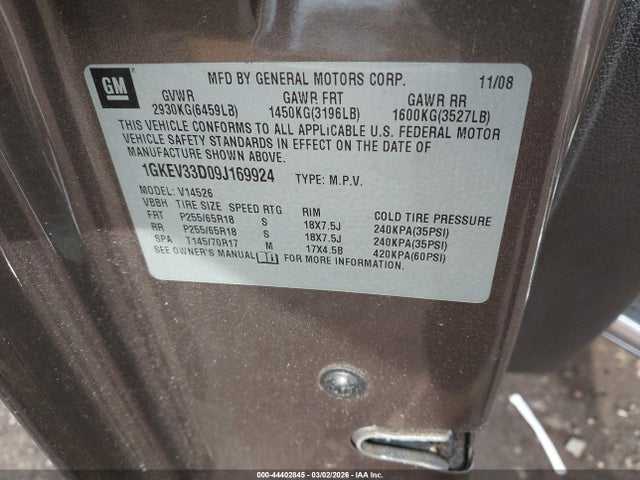 GM
MFD BY GENERAL MOTORS CORP. 11/08
GVWR GAWR FRT GAWR RR
2930KG(6459LB) 1450KG(3196LB) 1600KG(3527LB)
THIS VEHICLE CONFORMS TO ALL APPLICABLE U.S. FEDERAL MOTOR
VEHICLE SAFETY STANDARDS IN EFFECT ON THE DATE OF
MANUFACTURE SHOWN ABOVE.
1GKEV33D09J169924 TYPE: M.P.V.
MODEL: V14526
VBBH TIRE SIZE SPEED RTG RIM COLD TIRE PRESSURE
FRT P255/65R18 S 18X7.5J 240KPA(35PSI)
RR P255/65R18 S 18X7.5J 240KPA(35PSI)
SPA T145/70R17 M 17X4.5B 420KPA(60PSI)
SEE OWNER'S MANUAL FOR MORE INFORMATION.
000-44402845 - 03/02/2026 - IAA Inc.